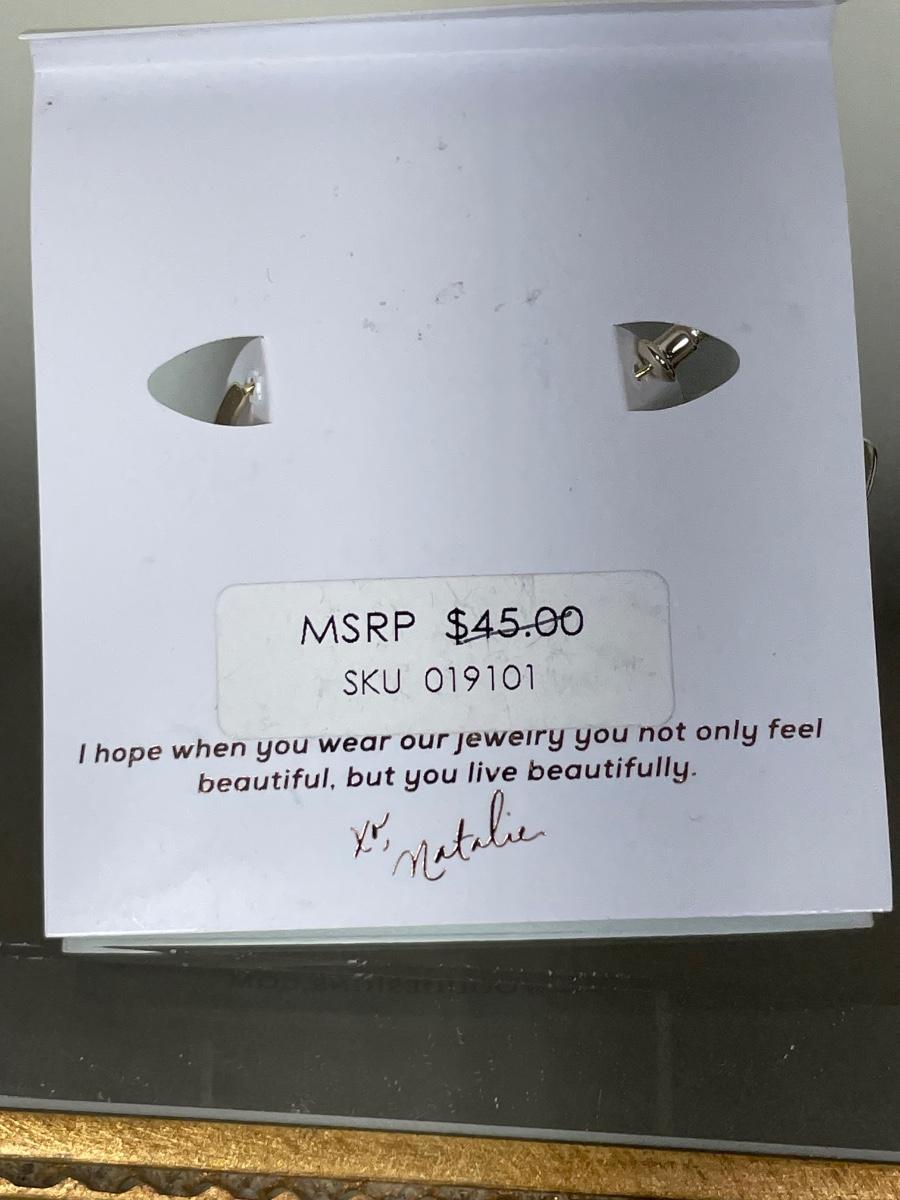 MSRP $45.00
SKU 019101
I hope when you wear our jewelry you not only feel
beautiful, but you live beautifully.
xo, Natalie